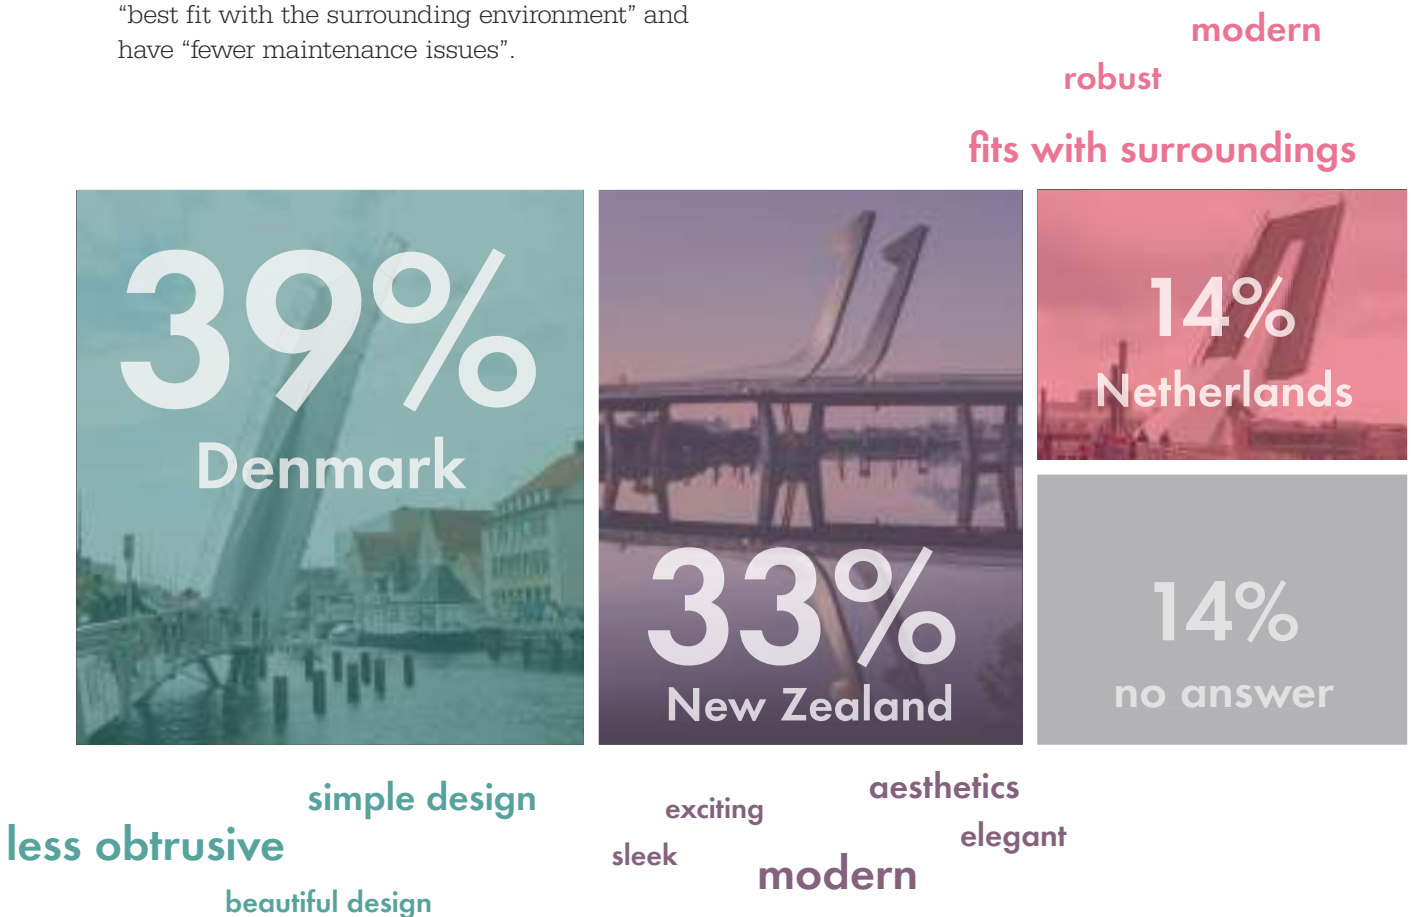 “best fit with the surrounding environment” and
have “fewer maintenance issues”.
modern
robust
fits with surroundings
39%
Denmark
33%
New Zealand
14%
Netherlands
14%
no answer
simple design
less obtrusive
beautiful design
exciting
aesthetics
sleek
elegant
modern